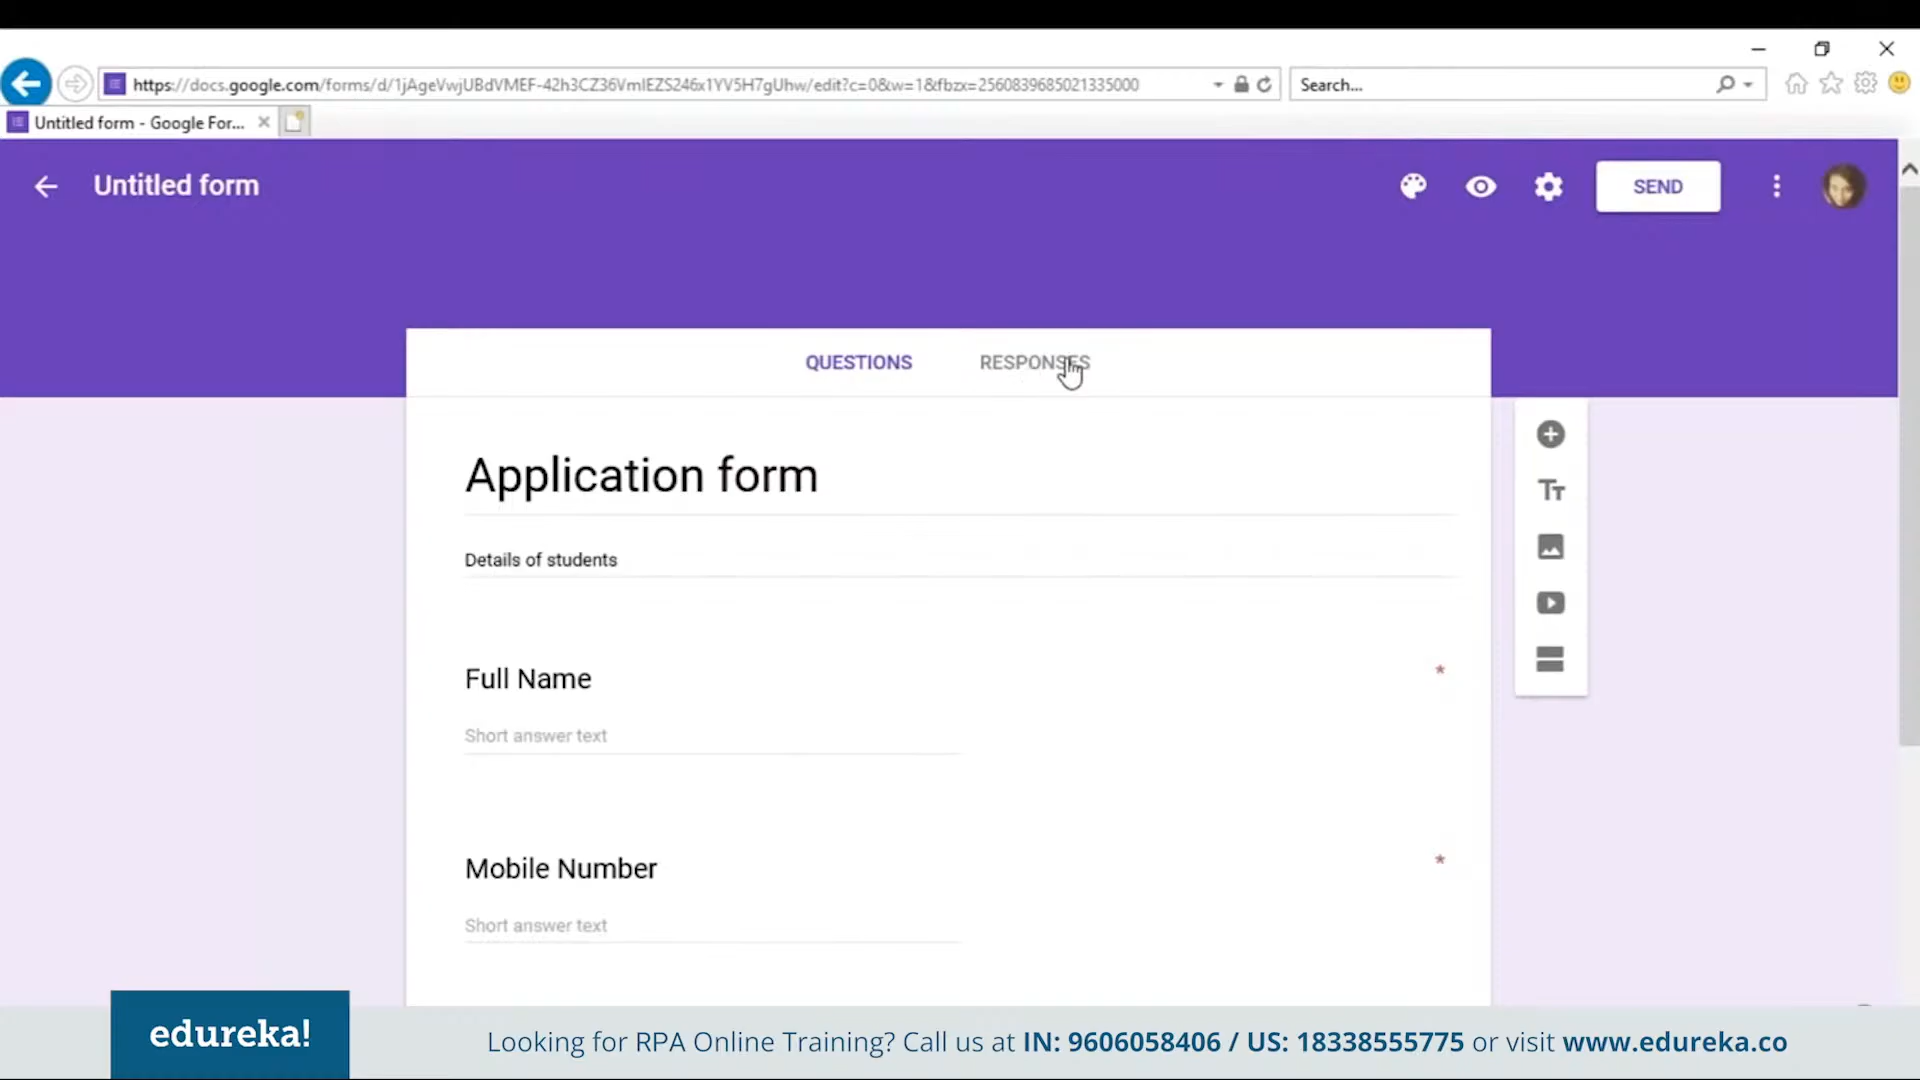 https://docs.google.com/forms/d/1jAgeVwjUBdVMEF-42h3CZ36VmlEZS246x1YV5H7gUhw/edit?c=0&w=1&fbzx=2560839685021335000
Search...
Untitled form - Google For...
Untitled form
SEND
QUESTIONS
RESPONSES
Application form
Details of students
Full Name
*
Short answer text
Mobile Number
*
Short answer text
edureka!
Looking for RPA Online Training? Call us at IN: 9606058406 / US: 18338555775 or visit www.edureka.co